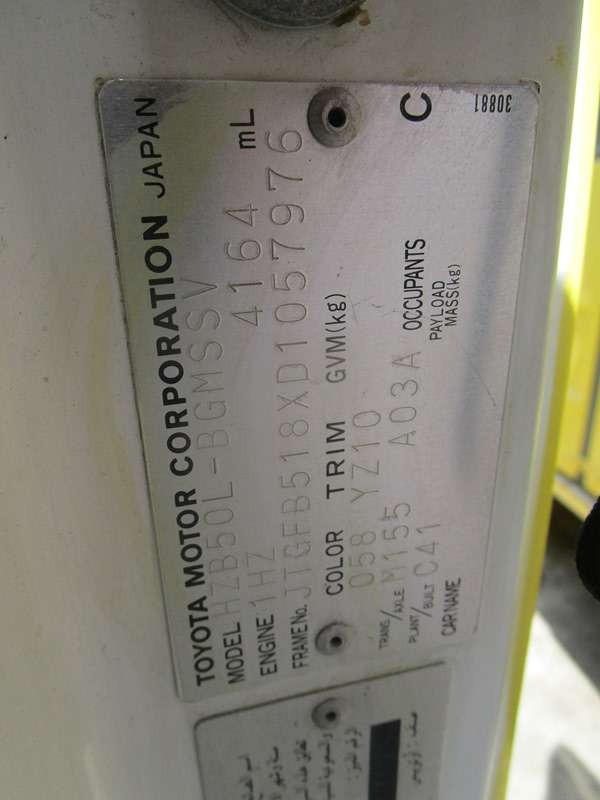 TOYOTA MOTOR CORPORATION JAPAN
MODEL HZB50L-BGMSSV
ENGINE 1HZ 4164 mL
FRAME No. JTGFB518XD1057976
COLOR TRIM GVM(kg)
058 YZ10
TRANS/AXLE M155 A03A OCCUPANTS C
PLANT/BUILT C41 PAYLOAD MASS(kg)
CAR NAME
30881